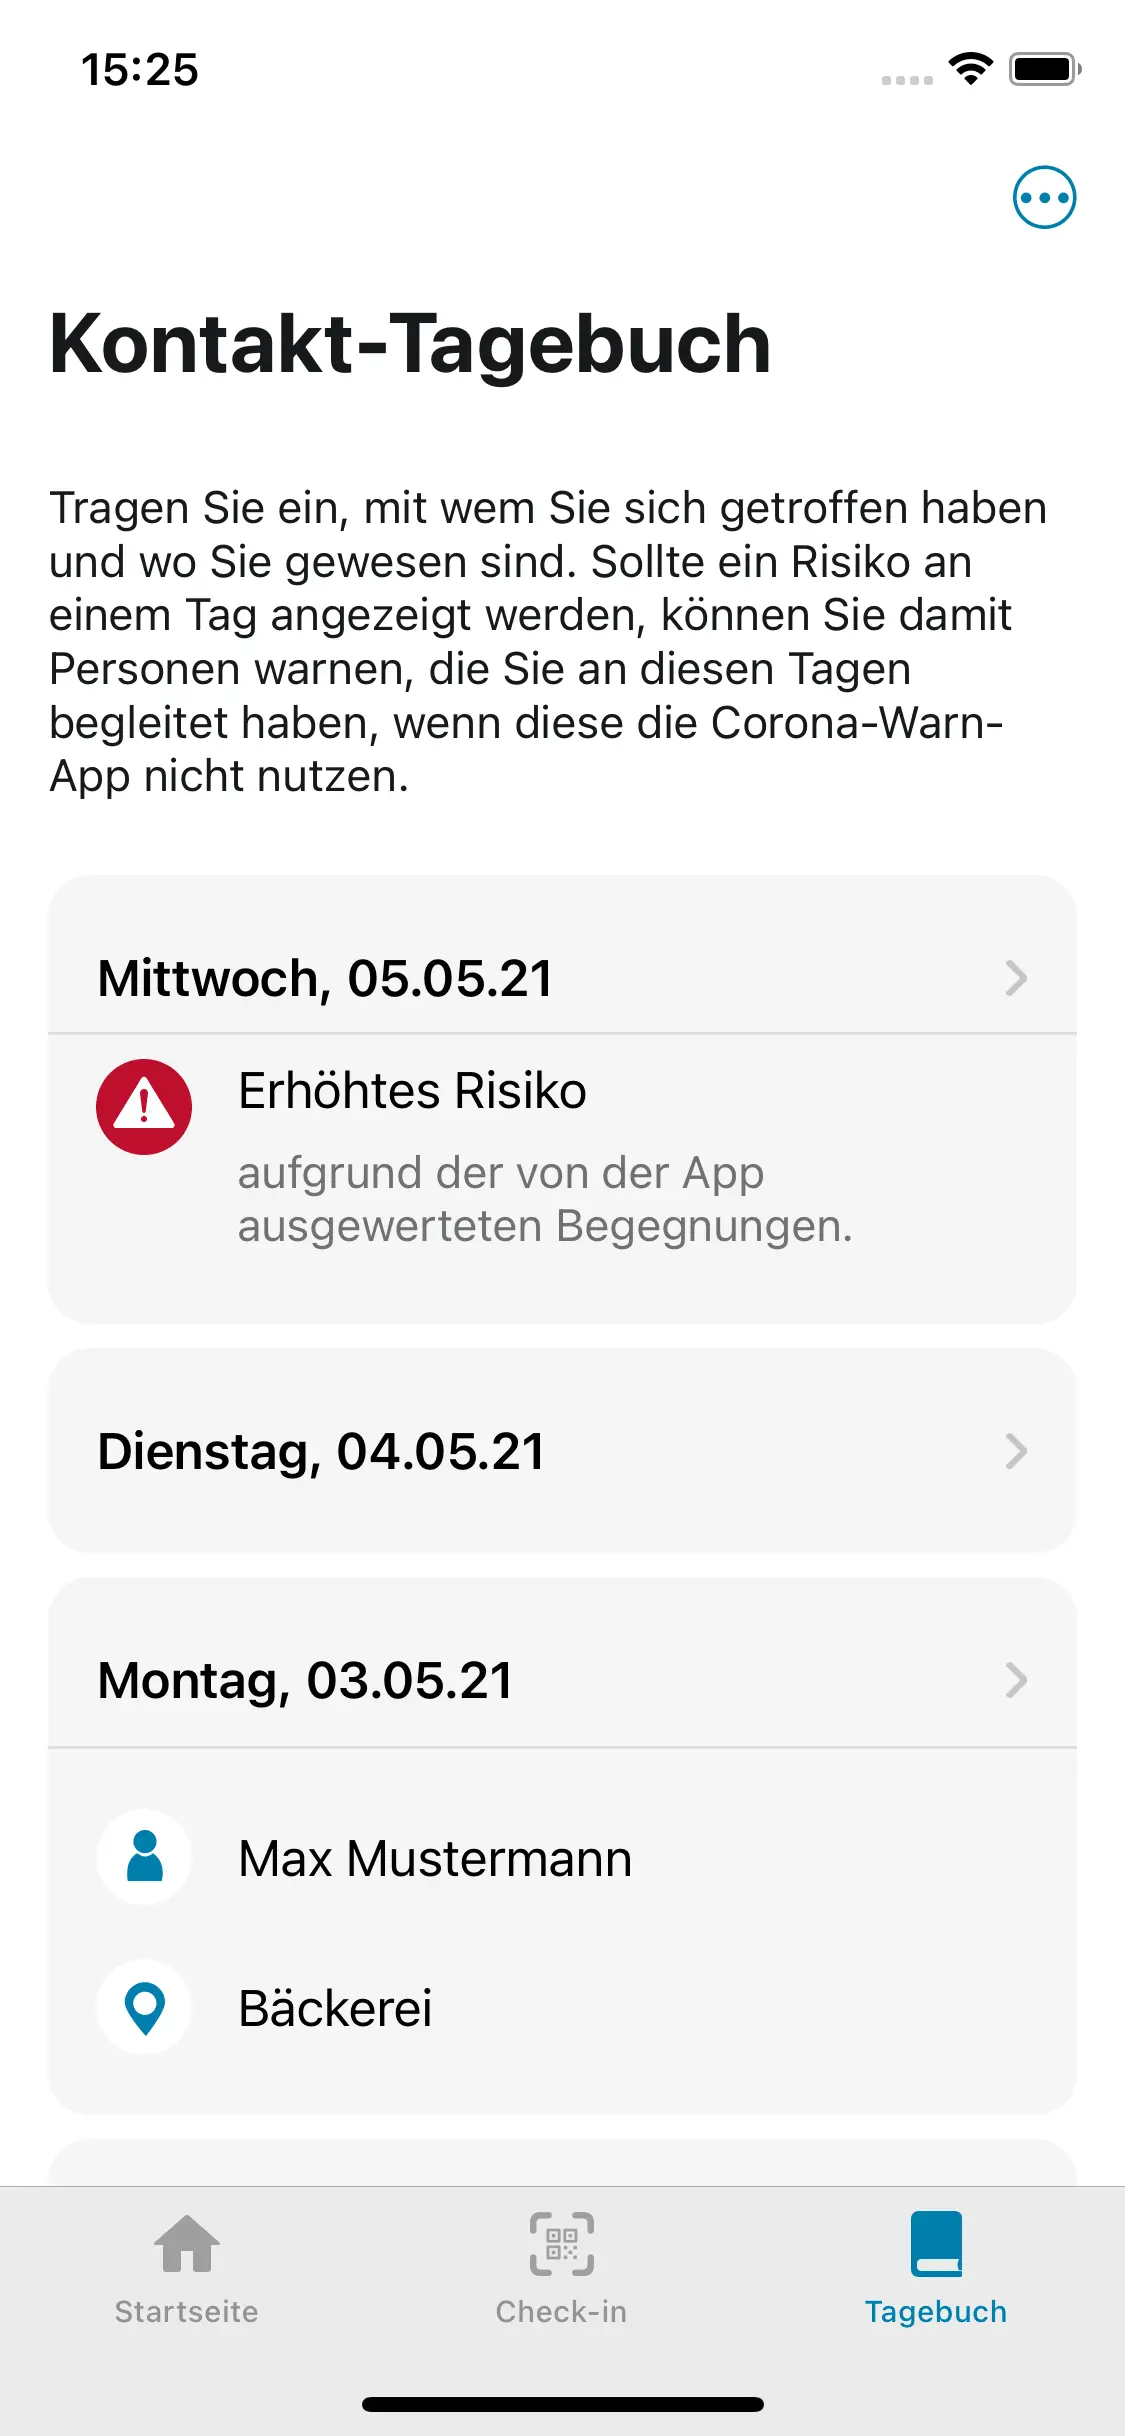 15:25
Kontakt-Tagebuch
Tragen Sie ein, mit wem Sie sich getroffen haben
und wo Sie gewesen sind. Sollte ein Risiko an
einem Tag angezeigt werden, können Sie damit
Personen warnen, die Sie an diesen Tagen
begleitet haben, wenn diese die Corona-Warn-
App nicht nutzen.
Mittwoch, 05.05.21
Erhöhtes Risiko
aufgrund der von der App
ausgewerteten Begegnungen.
Dienstag, 04.05.21
Montag, 03.05.21
Max Mustermann
Bäckerei
Startseite
Check-in
Tagebuch